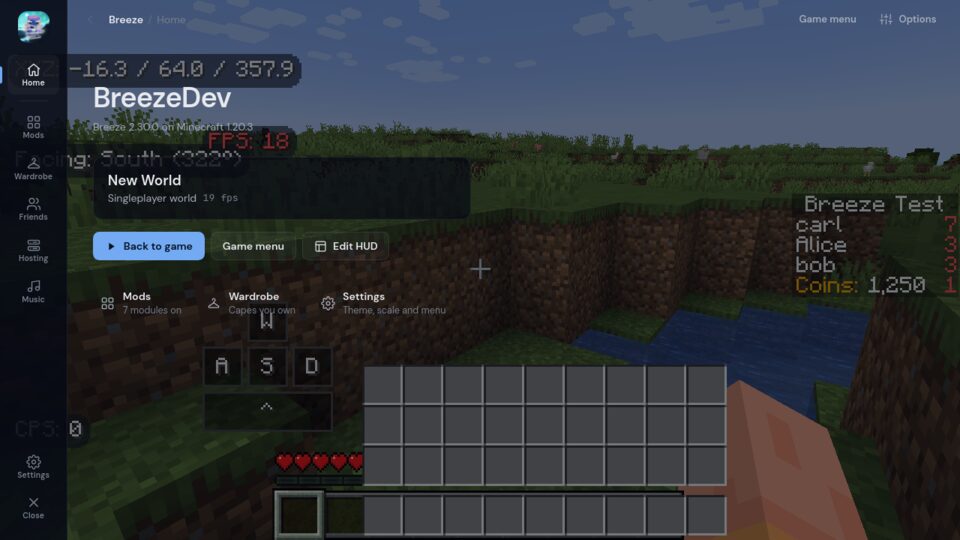 Breeze / Home
Game menu
Options
XYZ: -16.3 / 64.0 / 357.9
Home
BreezeDev
Breeze 2.30.0 on Minecraft 1.20.3
FPS: 18
Mods
Facing: South (322°)
Wardrobe
New World
Singleplayer world 19 fps
Friends
Breeze Test
carl 7
Alice 3
bob 3
Coins: 1,250 1
Back to game
Game menu
Edit HUD
Hosting
Music
Mods
7 modules on
Wardrobe
Capes you own
Settings
Theme, scale and menu
W
A S D
^
CPS: 0
Settings
Close